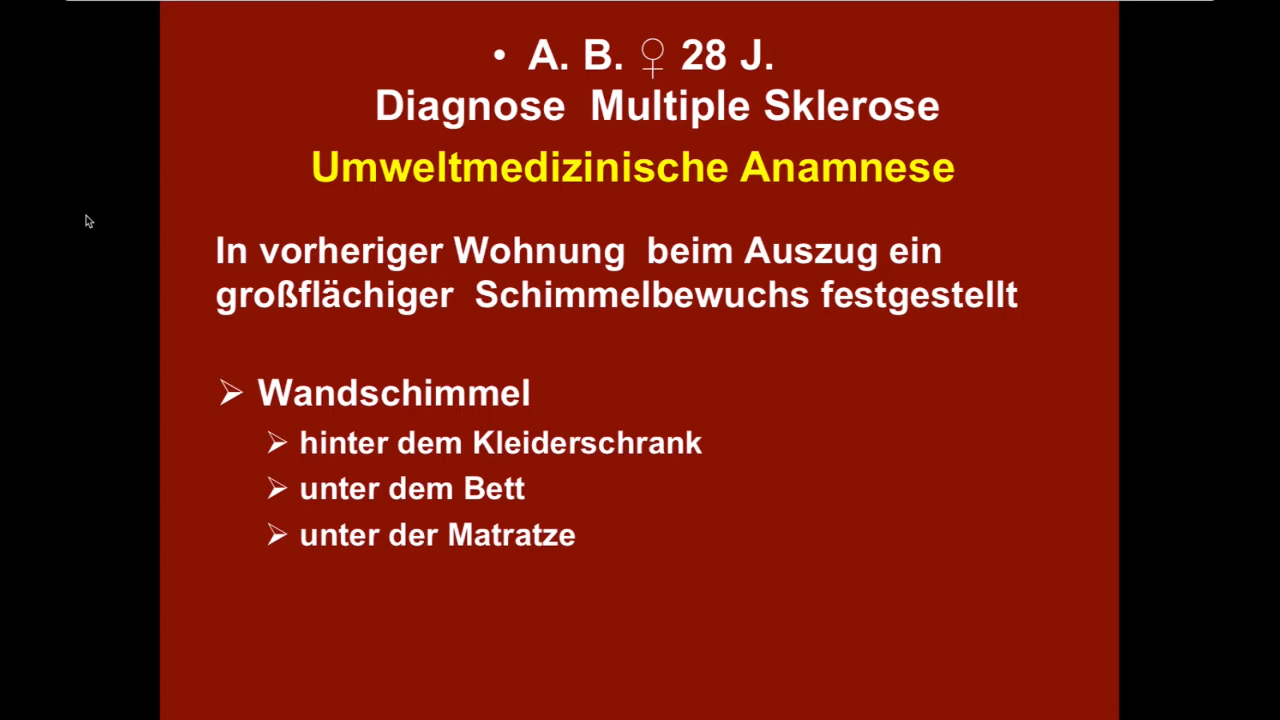 • A. B. ♀ 28 J.
Diagnose Multiple Sklerose
Umweltmedizinische Anamnese
In vorheriger Wohnung beim Auszug ein
großflächiger Schimmelbewuchs festgestellt
➢ Wandschimmel
➢ hinter dem Kleiderschrank
➢ unter dem Bett
➢ unter der Matratze